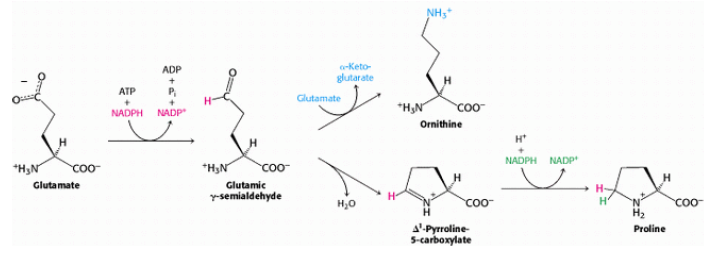 O
−
O
ATP
+
NADPH
ADP
+
Pi
+
NADP⁺
H
⁺H₃N
COO⁻
Glutamate
O
H
C
H
⁺H₃N
COO⁻
Glutamic
γ-semialdehyde
Glutamate
α-Keto-
glutarate
NH₃⁺
H
⁺H₃N
COO⁻
Ornithine
H₂O
H
H
N⁺
H
COO⁻
Δ¹-Pyrroline-
5-carboxylate
H⁺
+
NADPH
NADP⁺
H
H
H
N⁺
H₂
COO⁻
Proline